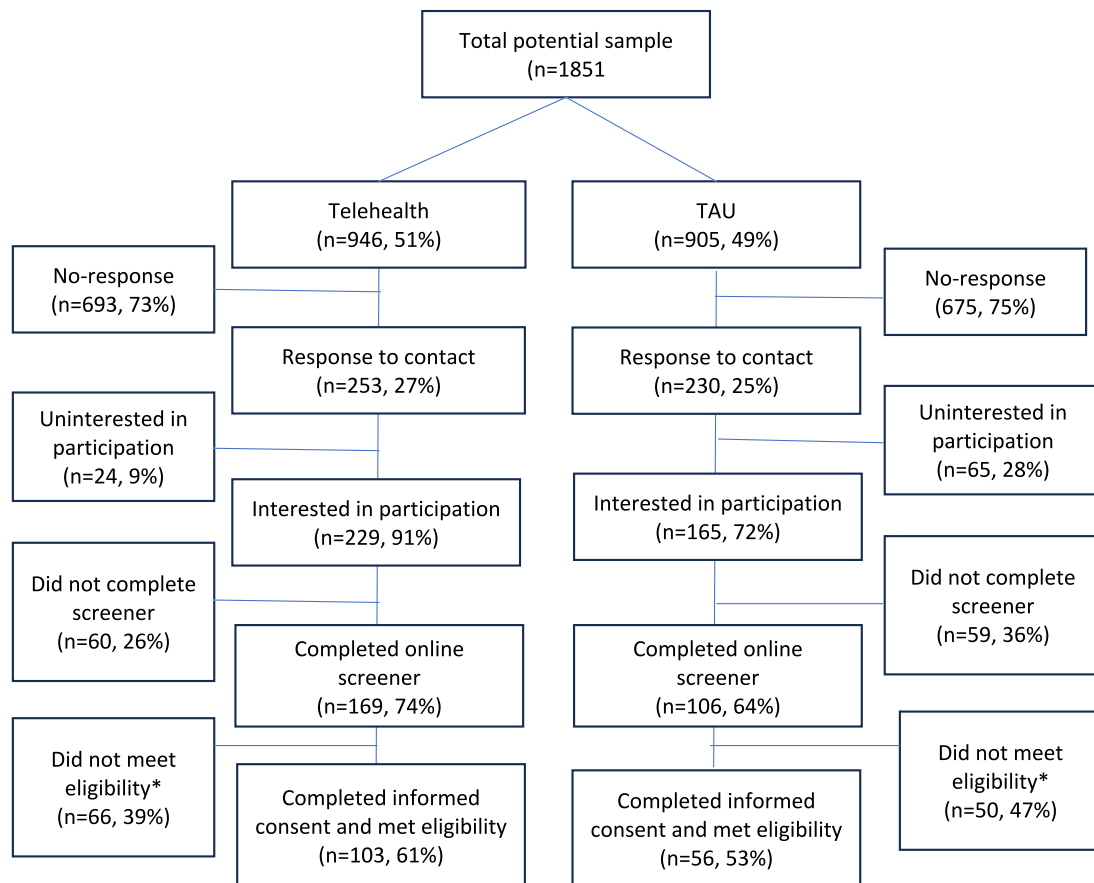 Total potential sample
(n=1851
Telehealth
(n=946, 51%)
TAU
(n=905, 49%)
No-response
(n=693, 73%)
No-response
(675, 75%)
Response to contact
(n=253, 27%)
Response to contact
(n=230, 25%)
Uninterested in
participation
(n=24, 9%)
Uninterested in
participation
(n=65, 28%)
Interested in participation
(n=229, 91%)
Interested in participation
(n=165, 72%)
Did not complete
screener
(n=60, 26%)
Did not complete
screener
(n=59, 36%)
Completed online
screener
(n=169, 74%)
Completed online
screener
(n=106, 64%)
Did not meet
eligibility*
(n=66, 39%)
Did not meet
eligibility*
(n=50, 47%)
Completed informed
consent and met eligibility
(n=103, 61%)
Completed informed
consent and met eligibility
(n=56, 53%)